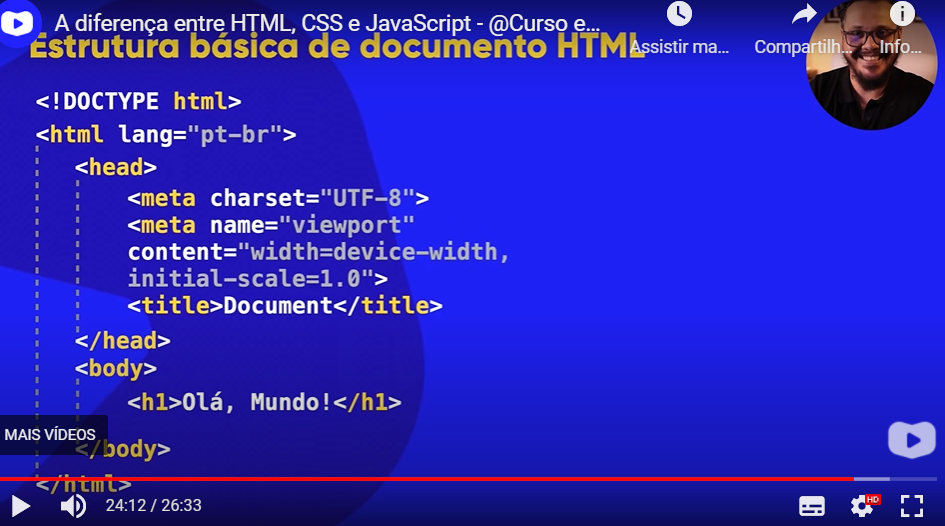 A diferença entre HTML, CSS e JavaScript - @Curso e...
Estrutura básica de documento HTML
Assistir ma...
Compartilh...
Info...
<!DOCTYPE html>
<html lang="pt-br">
<head>
<meta charset="UTF-8">
<meta name="viewport"
content="width=device-width,
initial-scale=1.0">
<title>Document</title>
</head>
<body>
<h1>Olá, Mundo!</h1>
MAIS VÍDEOS
</body>
</html>
24:12 / 26:33
HD